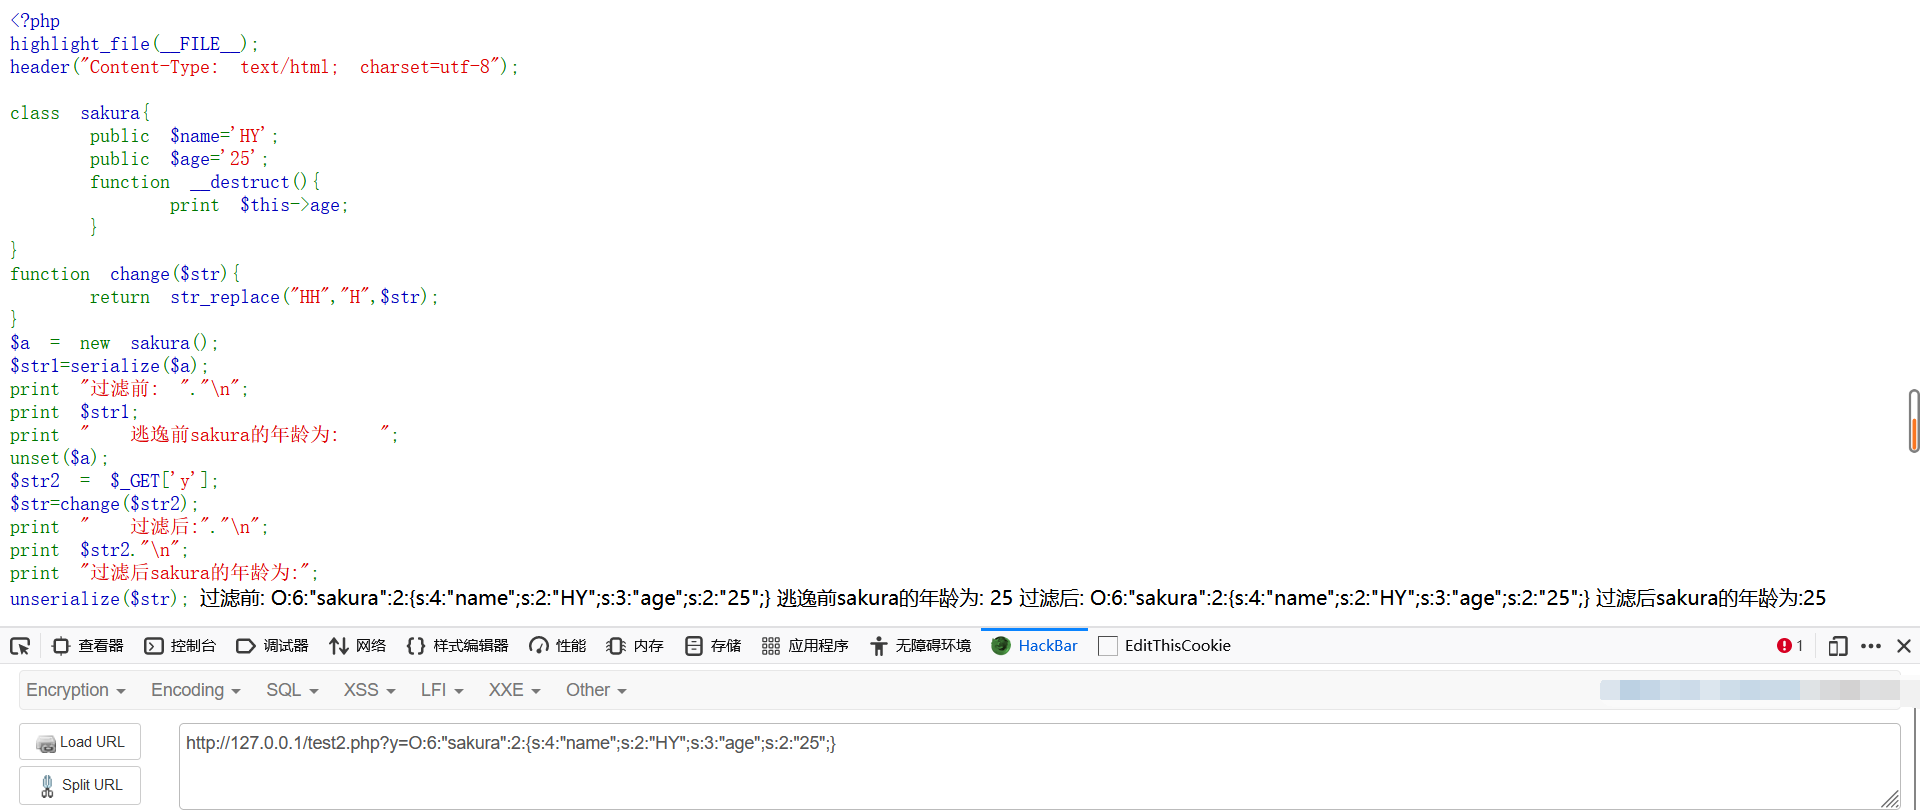 <?php
highlight_file(__FILE__);
header("Content-Type: text/html; charset=utf-8");
class sakura{
public $name='HY';
public $age='25';
function __destruct(){
print $this->age;
}
}
function change($str){
return str_replace("HH","H",$str);
}
$a = new sakura();
$str1=serialize($a);
print "过滤前: "."\n";
print $str1;
print " 逃逸前sakura的年龄为: ";
unset($a);
$str2 = $_GET['y'];
$str=change($str2);
print " 过滤后:"."\n";
print $str2."\n";
print "过滤后sakura的年龄为:";
unserialize($str); 过滤前: O:6:"sakura":2:{s:4:"name";s:2:"HY";s:3:"age";s:2:"25";} 逃逸前sakura的年龄为: 25 过滤后: O:6:"sakura":2:{s:4:"name";s:2:"HY";s:3:"age";s:2:"25";} 过滤后sakura的年龄为:25
查看器 控制台 调试器 网络 样式编辑器 性能 内存 存储 应用程序 无障碍环境 HackBar EditThisCookie 1
Encryption Encoding SQL XSS LFI XXE Other
Load URL http://127.0.0.1/test2.php?y=O:6:"sakura":2:{s:4:"name";s:2:"HY";s:3:"age";s:2:"25";}
Split URL